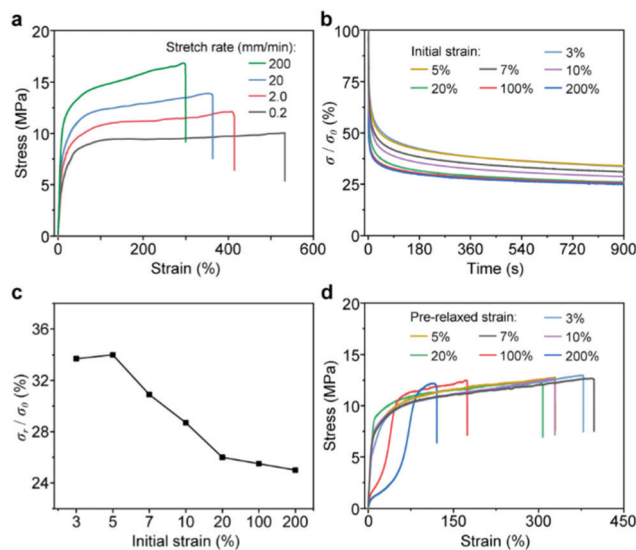 a
Stretch rate (mm/min):
200
20
2.0
0.2
Stress (MPa)
20
15
10
5
0
0 200 400 600
Strain (%)
b
Initial strain: 3%
5% 7% 10%
20% 100% 200%
σ / σ₀ (%)
100
75
50
25
0
0 180 360 540 720 900
Time (s)
c
σᵣ / σ₀ (%)
36
32
28
24
3 5 7 10 20 100 200
Initial strain (%)
d
Pre-relaxed strain: 3%
5% 7% 10%
20% 100% 200%
Stress (MPa)
20
15
10
5
0
0 150 300 450
Strain (%)